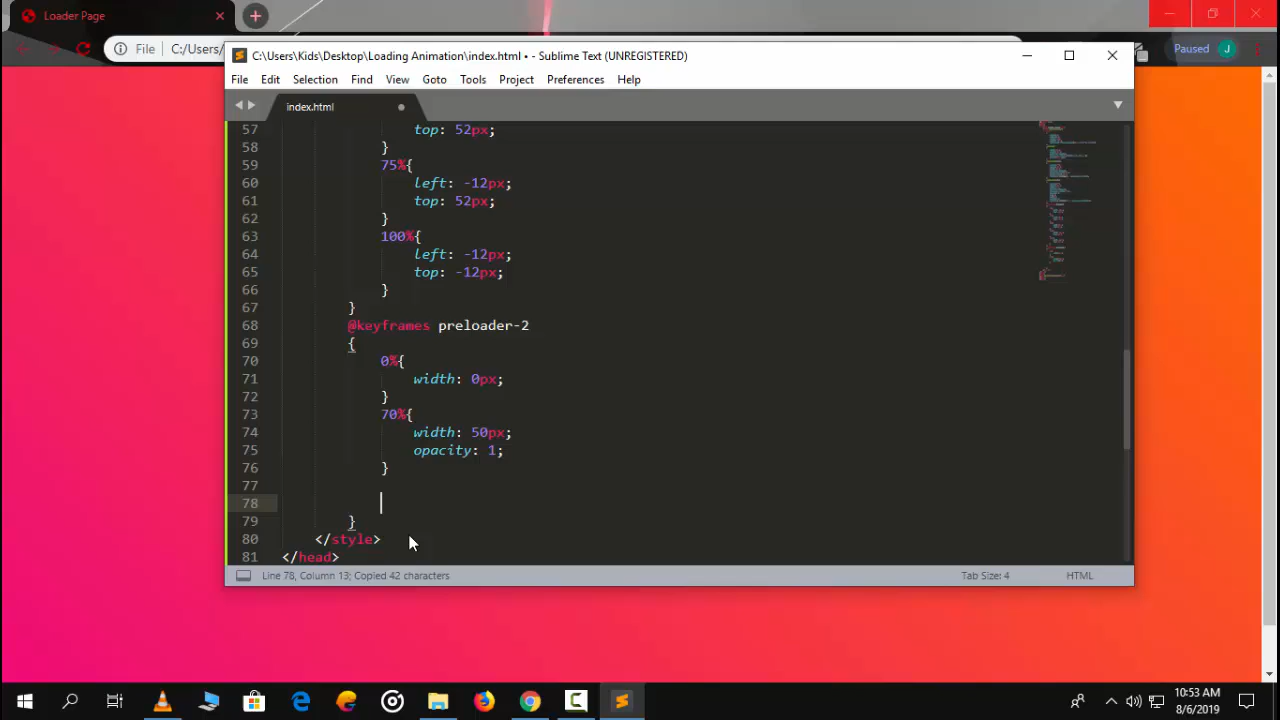 Loader Page
File
C:/Users/
Paused
J
C:\Users\Kids\Desktop\Loading Animation\index.html • - Sublime Text (UNREGISTERED)
File Edit Selection Find View Goto Tools Project Preferences Help
index.html
57 top: 52px;
58 }
59 75%{
60 left: -12px;
61 top: 52px;
62 }
63 100%{
64 left: -12px;
65 top: -12px;
66 }
67 }
68 @keyframes preloader-2
69 {
70 0%{
71 width: 0px;
72 }
73 70%{
74 width: 50px;
75 opacity: 1;
76 }
77
78
79 }
80 </style>
81 </head>
Line 78, Column 13; Copied 42 characters
Tab Size: 4
HTML
10:53 AM
8/6/2019